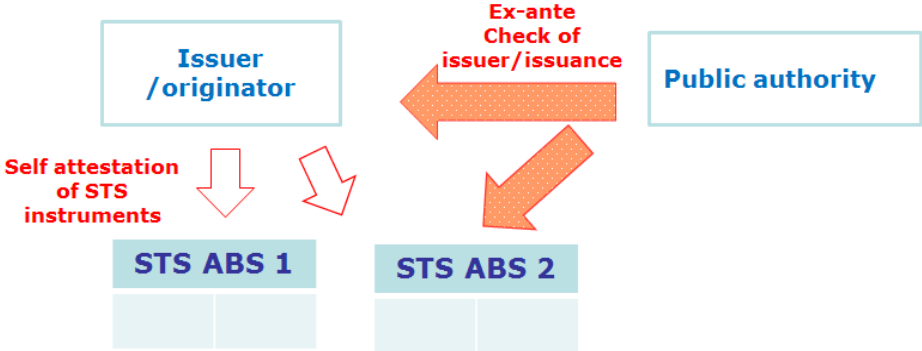 Ex-ante
Check of
issuer/issuance
Issuer
/originator
Public authority
Self attestation
of STS
instruments
STS ABS 1
STS ABS 2